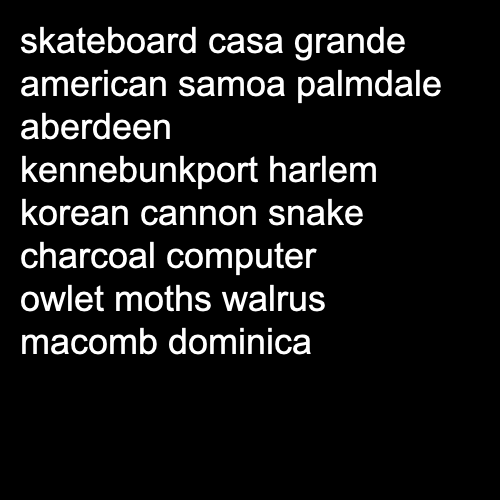 skateboard casa grande
american samoa palmdale
aberdeen
kennebunkport harlem
korean cannon snake
charcoal computer
owlet moths walrus
macomb dominica